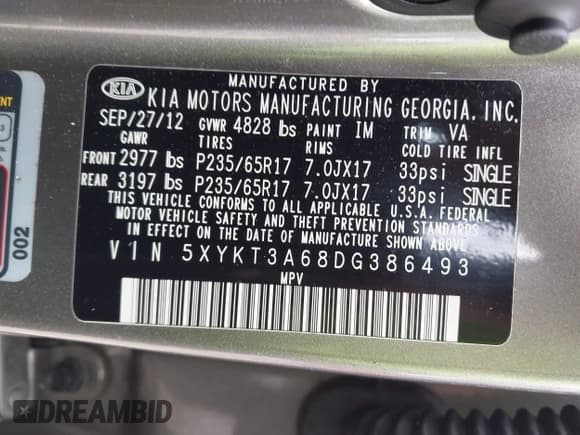 MANUFACTURED BY
KIA KIA MOTORS MANUFACTURING GEORGIA, INC.
SEP/27/12 GVWR 4828 lbs PAINT IM TRIM VA
GAWR TIRES RIMS COLD TIRE INFL
FRONT 2977 lbs P235/65R17 7.0JX17 33psi SINGLE
REAR 3197 lbs P235/65R17 7.0JX17 33psi SINGLE
THIS VEHICLE CONFORMS TO ALL APPLICABLE U.S.A. FEDERAL
MOTOR VEHICLE SAFETY AND THEFT PREVENTION STANDARDS
IN EFFECT ON THE DATE OF MANUFACTURE SHOWN ABOVE.
VIN 5XYKT3A68DG386493
MPV
002
DREAMBID